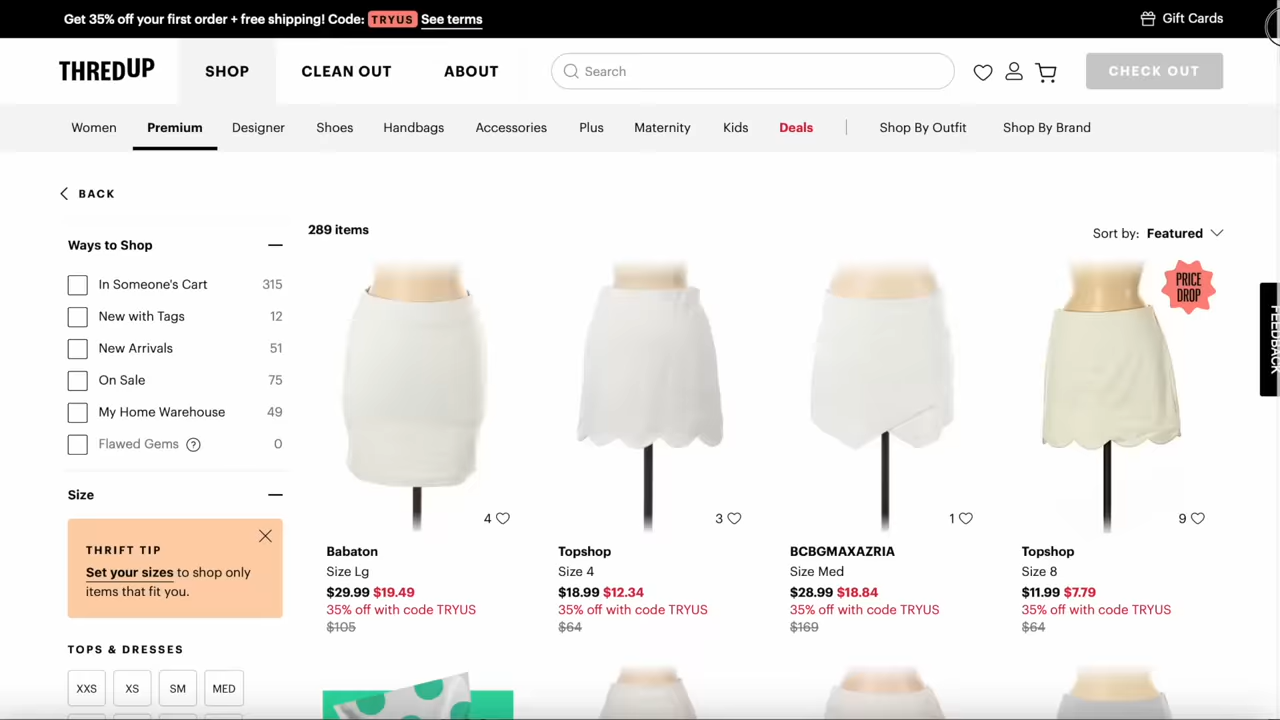 Get 35% off your first order + free shipping! Code: TRYUS See terms
Gift Cards
THREDUP
SHOP
CLEAN OUT
ABOUT
Search
CHECK OUT
Women
Premium
Designer
Shoes
Handbags
Accessories
Plus
Maternity
Kids
Deals
Shop By Outfit
Shop By Brand
BACK
289 items
Sort by: Featured
Ways to Shop
In Someone's Cart 315
New with Tags 12
New Arrivals 51
On Sale 75
My Home Warehouse 49
Flawed Gems ? 0
Size
THRIFT TIP
Set your sizes to shop only
items that fit you.
TOPS & DRESSES
XXS
XS
SM
MED
4
Babaton
Size Lg
$29.99 $19.49
35% off with code TRYUS
$105
3
Topshop
Size 4
$18.99 $12.34
35% off with code TRYUS
$64
1
BCBGMAXAZRIA
Size Med
$28.99 $18.84
35% off with code TRYUS
$169
PRICE
DROP
9
Topshop
Size 8
$11.99 $7.79
35% off with code TRYUS
$64
FEEDBACK